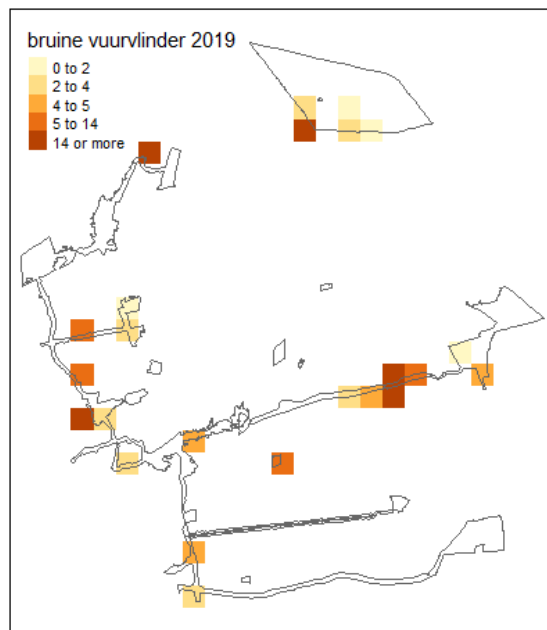 bruine vuurvlinder 2019
0 to 2
2 to 4
4 to 5
5 to 14
14 or more